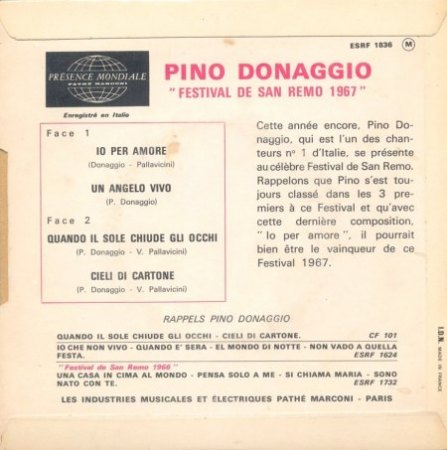 ESRF 1836 M
PRÉSENCE MONDIALE
PATHÉ MARCONI
Enregistré en Italie
PINO DONAGGIO
"FESTIVAL DE SAN REMO 1967"
Face 1
IO PER AMORE
(Donaggio - Pallavicini)
UN ANGELO VIVO
(P. Donaggio)
Face 2
QUANDO IL SOLE CHIUDE GLI OCCHI
(P. Donaggio - V. Pallavicini)
CIELI DI CARTONE
(P. Donaggio - V. Pallavicini)
Cette année encore, Pino Do-
naggio, qui est l'un des chan-
teurs n° 1 d'Italie, se présente
au célèbre Festival de San Remo.
Rappelons que Pino s'est tou-
jours classé dans les 3 pre-
miers à ce Festival et qu'avec
cette dernière composition,
"Io per amore", il pourrait
bien être le vainqueur de ce
Festival 1967.
RAPPELS PINO DONAGGIO
QUANDO IL SOLE CHIUDE GLI OCCHI - CIELI DI CARTONE. CF 101
IO CHE NON VIVO - QUANDO E' SERA - EL MONDO DI NOTTE - NON VADO A QUELLA
FESTA. ESRF 1624
"Festival de San Remo 1966"
UNA CASA IN CIMA AL MONDO - PENSA SOLO A ME - SI CHIAMA MARIA - SONO
NATO CON TE. ESRF 1732
LES INDUSTRIES MUSICALES ET ÉLECTRIQUES PATHÉ MARCONI - PARIS
I.D.N. MADE IN FRANCE